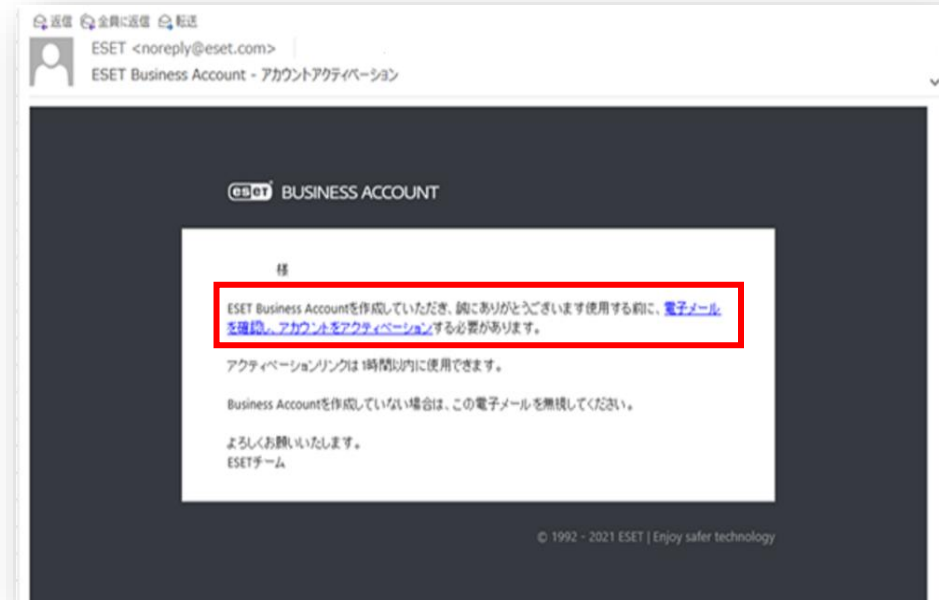 返信 全員に返信 転送
ESET <noreply@eset.com>
ESET Business Account - アカウントアクティベーション
eset BUSINESS ACCOUNT
様
ESET Business Accountを作成していただき、誠にありがとうございます使用する前に、電子メール
を確認し、アカウントをアクティベーションする必要があります。
アクティベーションリンクは1時間以内に使用できます。
Business Accountを作成していない場合は、この電子メールを無視してください。
よろしくお願いいたします。
ESETチーム
© 1992 - 2021 ESET | Enjoy safer technology